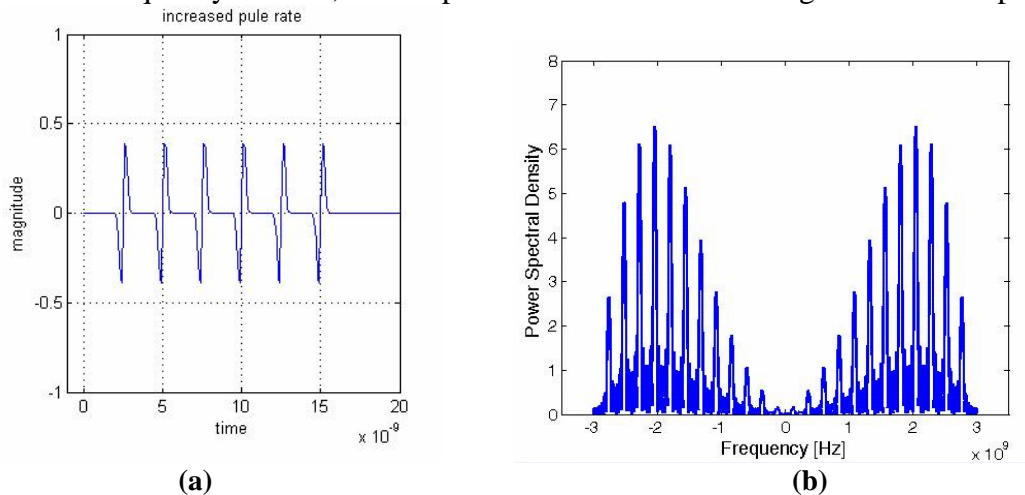 increased pule rate
1
0.5
0
-0.5
-1
magnitude
0 5 10 15 20
time
x 10^-9
(a)
8
7
6
5
4
3
2
1
0
Power Spectral Density
-3 -2 -1 0 1 2 3
Frequency [Hz]
x 10^9
(b)